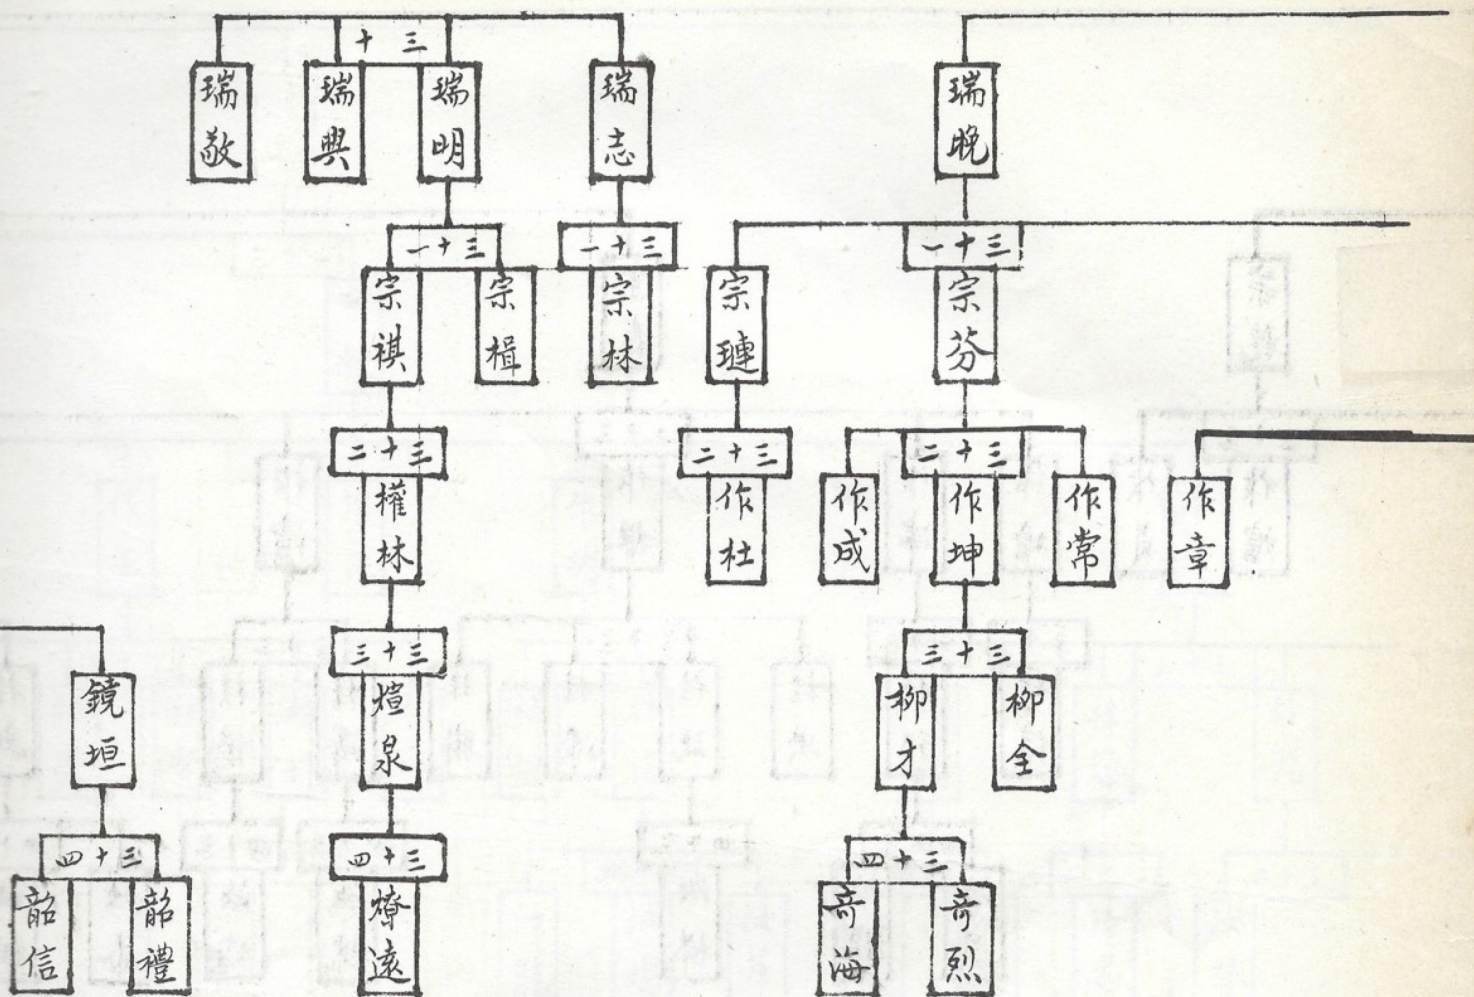 三十
瑞晚
瑞志
瑞明
瑞興
瑞敬
三十一
三十一
三十一
宗芬
宗璉
宗林
宗楫
宗祺
三十二
三十二
三十二
作章
作常
作坤
作成
作杜
權林
三十三
三十三
柳全
柳才
煊泉
鏡垣
三十四
三十四
三十四
奇烈
奇海
燎遠
韶禮
韶信